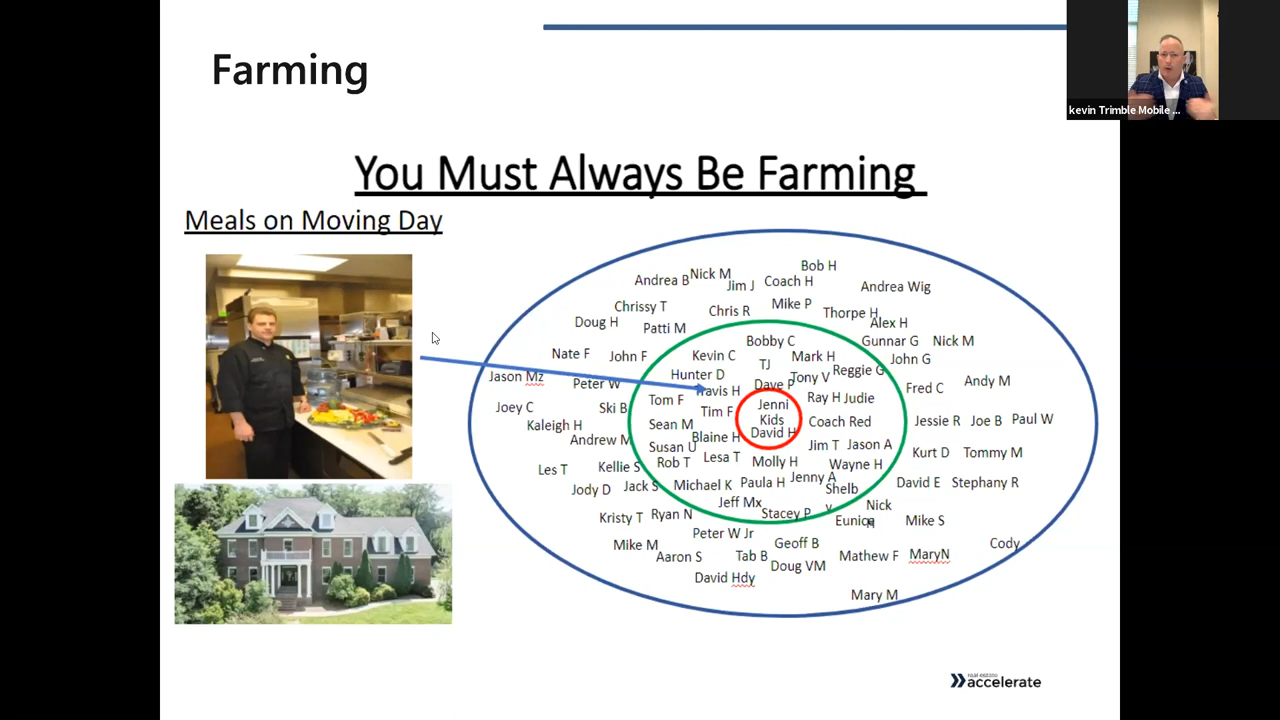 Farming
kevin Trimble Mobile ...
You Must Always Be Farming
Meals on Moving Day
Bob H
Andrea B
Nick M
Jim J
Coach H
Andrea Wig
Chrissy T
Chris R
Mike P
Thorpe H
Doug H
Patti M
Alex H
Bobby C
Gunnar G
Nick M
Nate F
John F
Kevin C
TJ
Mark H
John G
Hunter D
Tony V
Reggie G
Jason Mz
Peter W
Travis H
Dave P
Fred C
Andy M
Joey C
Ski B
Tom F
Tim F
Jenni
Ray H
Judie
Kids
Kaleigh H
Sean M
David H
Coach Red
Jessie R
Joe B
Paul W
Andrew M
Susan U
Blaine H
Jim T
Jason A
Les T
Kellie S
Rob T
Lesa T
Molly H
Wayne H
Kurt D
Tommy M
Jody D
Jack S
Michael K
Paula H
Jenny A
Shelb
V
David E
Stephany R
Jeff Mx
Stacey P
Nick
Kristy T
Ryan N
Eunice
Mike S
Mike M
Peter W Jr
Geoff B
Cody
Aaron S
Tab B
Doug VM
Mathew F
MaryN
David Hdy
Mary M
real estate
accelerate